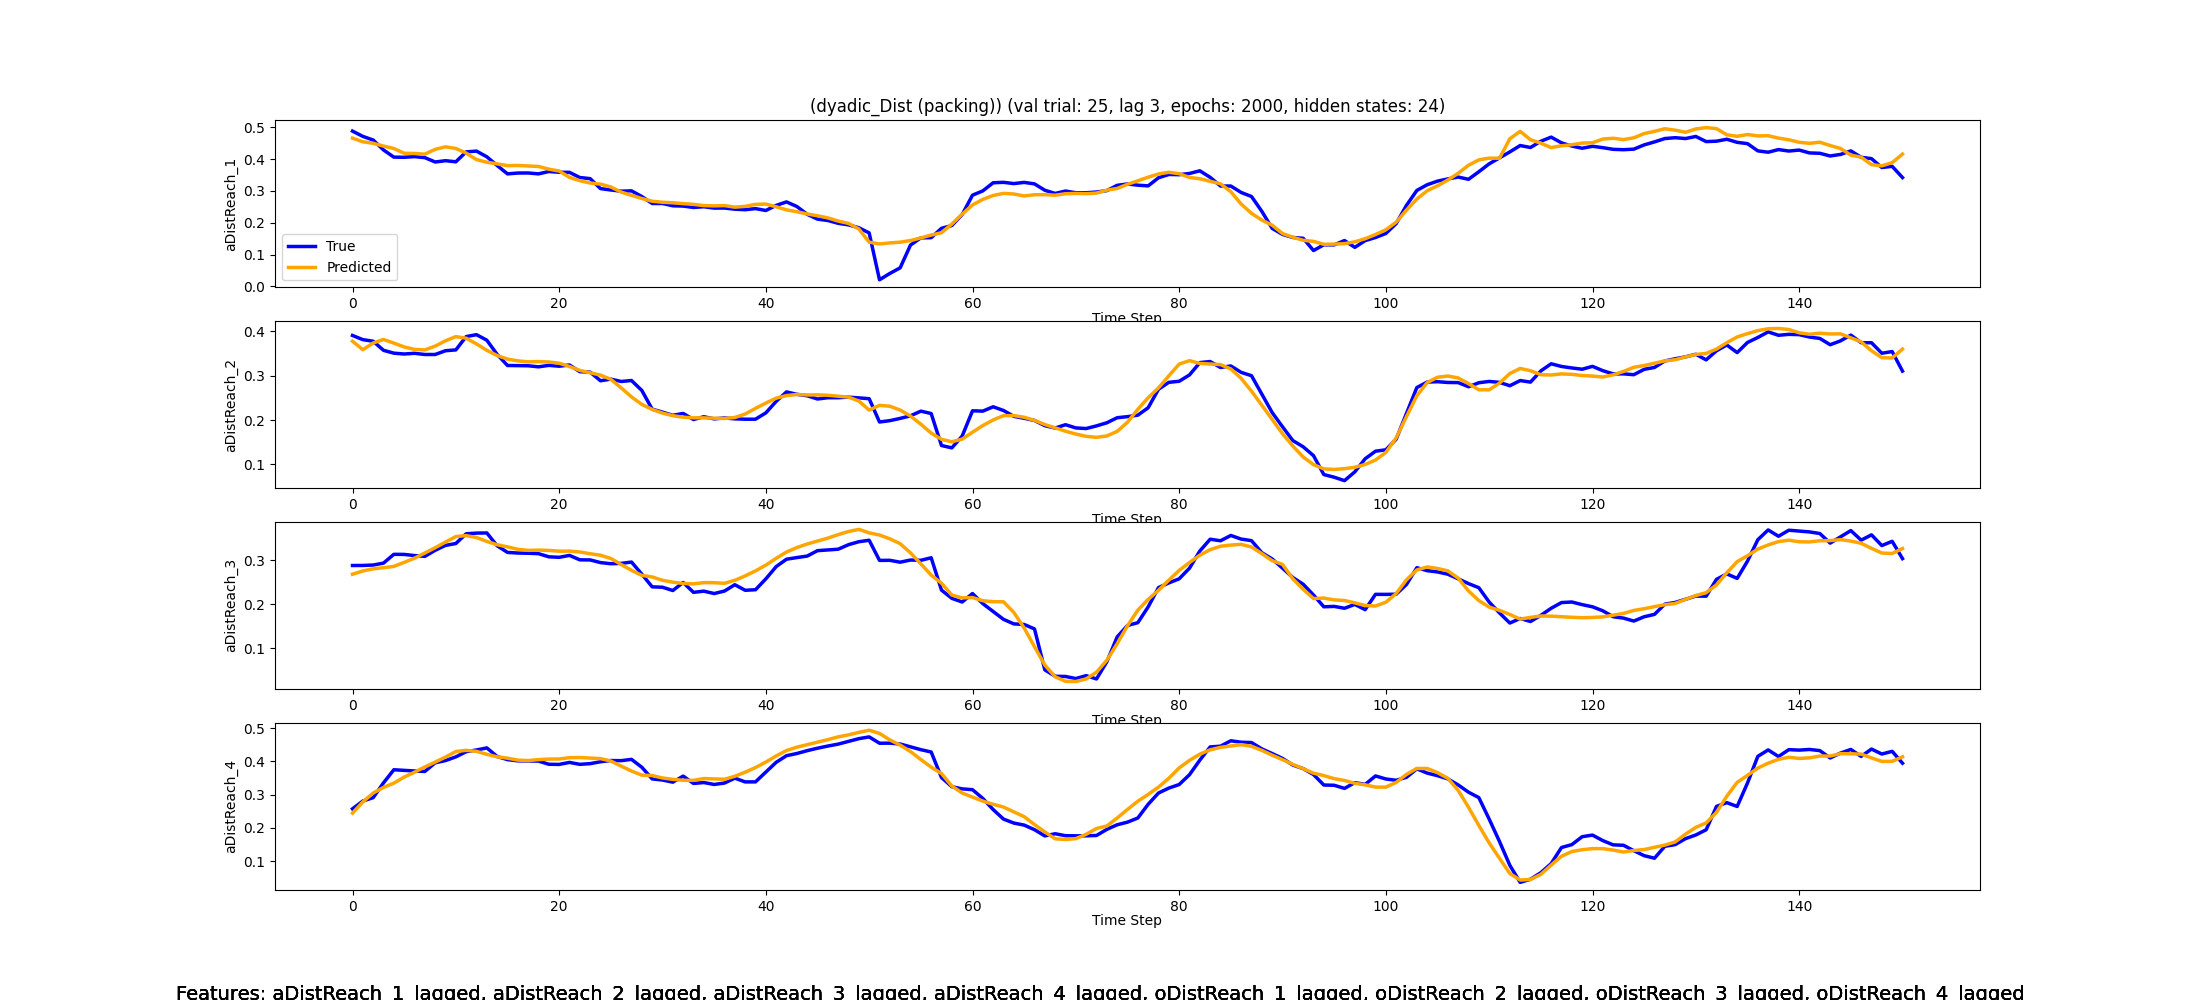 (dyadic_Dist (packing)) (val trial: 25, lag 3, epochs: 2000, hidden states: 24)
aDistReach_1
0.5
0.4
0.3
0.2
0.1
0.0
True
Predicted
0 20 40 60 80 100 120 140
Time Step
aDistReach_2
0.4
0.3
0.2
0.1
0 20 40 60 80 100 120 140
Time Step
aDistReach_3
0.3
0.2
0.1
0 20 40 60 80 100 120 140
Time Step
aDistReach_4
0.5
0.4
0.3
0.2
0.1
0 20 40 60 80 100 120 140
Time Step
Features: aDistReach_1_lagged, aDistReach_2_lagged, aDistReach_3_lagged, aDistReach_4_lagged, oDistReach_1_lagged, oDistReach_2_lagged, oDistReach_3_lagged, oDistReach_4_lagged